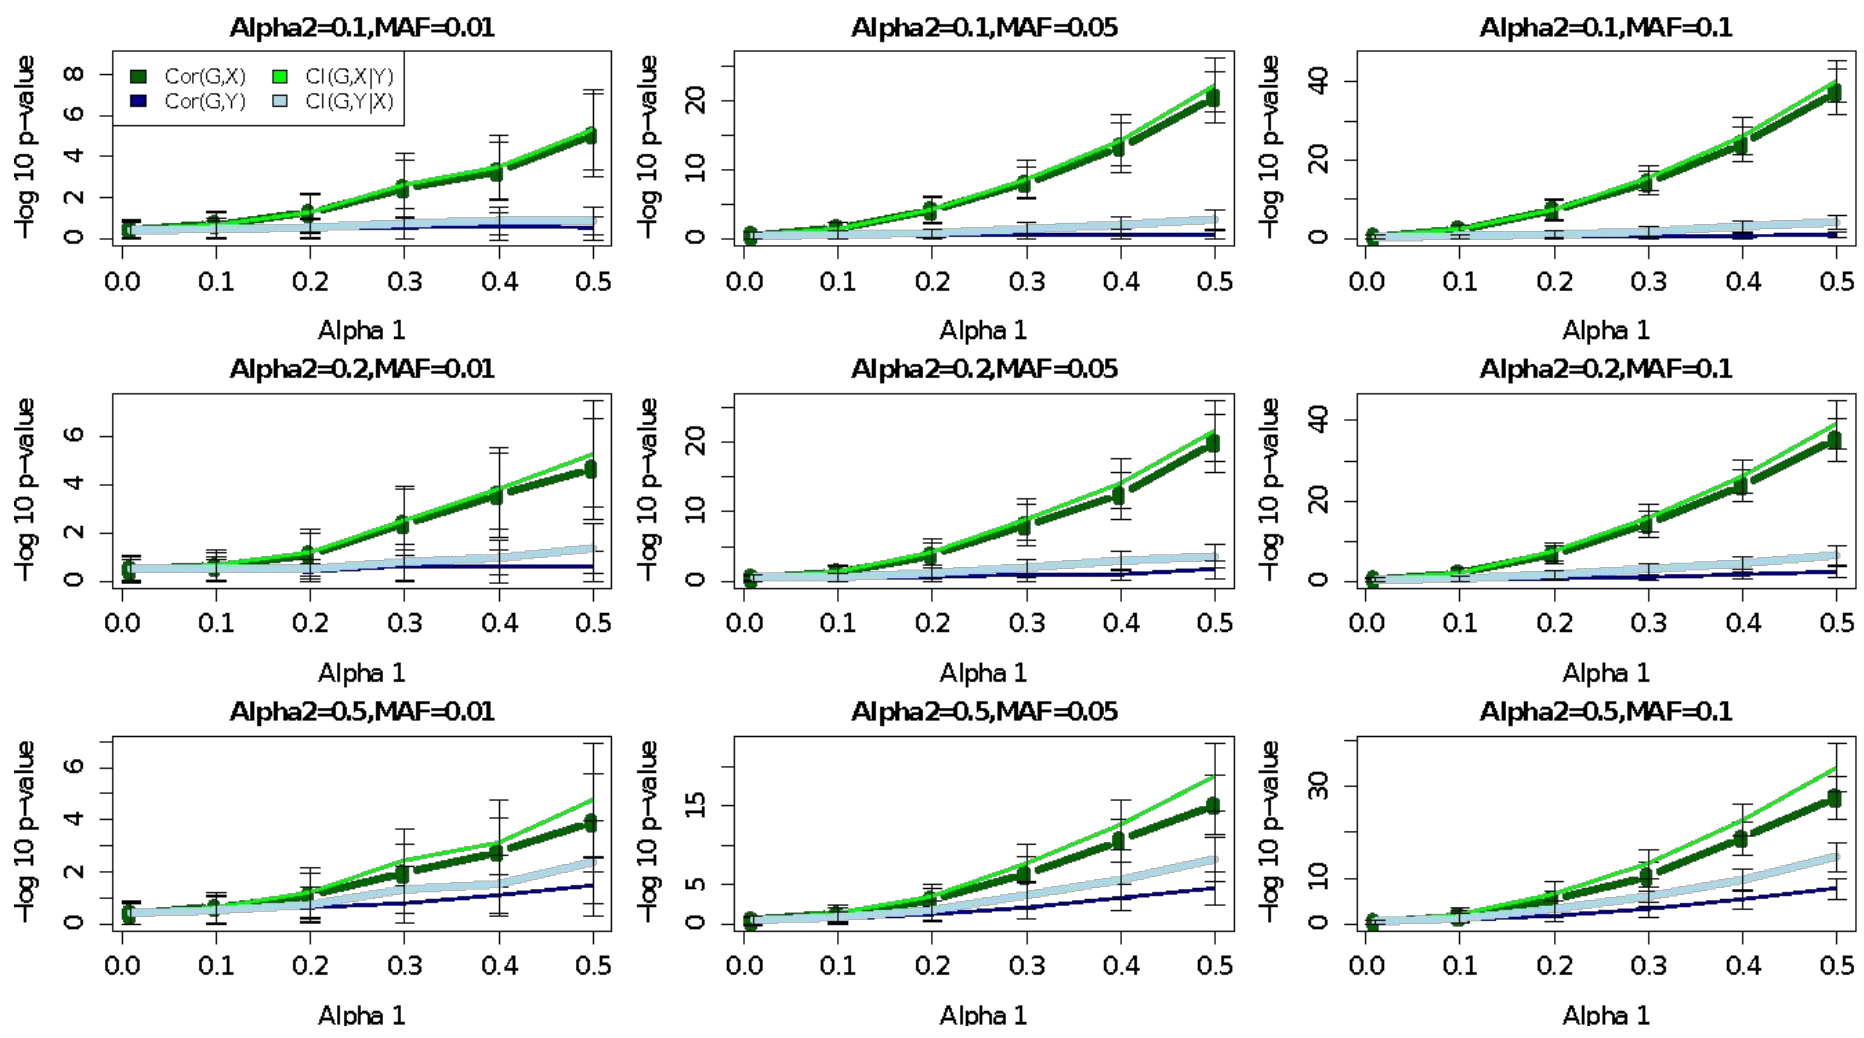 Alpha2=0.1,MAF=0.01
−log 10 p−value
0 2 4 6 8
Cor(G,X) CI(G,X|Y)
Cor(G,Y) CI(G,Y|X)
0.0 0.1 0.2 0.3 0.4 0.5
Alpha 1
Alpha2=0.1,MAF=0.05
−log 10 p−value
0 10 20
0.0 0.1 0.2 0.3 0.4 0.5
Alpha 1
Alpha2=0.1,MAF=0.1
−log 10 p−value
0 20 40
0.0 0.1 0.2 0.3 0.4 0.5
Alpha 1
Alpha2=0.2,MAF=0.01
−log 10 p−value
0 2 4 6
0.0 0.1 0.2 0.3 0.4 0.5
Alpha 1
Alpha2=0.2,MAF=0.05
−log 10 p−value
0 10 20
0.0 0.1 0.2 0.3 0.4 0.5
Alpha 1
Alpha2=0.2,MAF=0.1
−log 10 p−value
0 20 40
0.0 0.1 0.2 0.3 0.4 0.5
Alpha 1
Alpha2=0.5,MAF=0.01
−log 10 p−value
0 2 4 6
0.0 0.1 0.2 0.3 0.4 0.5
Alpha 1
Alpha2=0.5,MAF=0.05
−log 10 p−value
0 5 15
0.0 0.1 0.2 0.3 0.4 0.5
Alpha 1
Alpha2=0.5,MAF=0.1
−log 10 p−value
0 10 30
0.0 0.1 0.2 0.3 0.4 0.5
Alpha 1